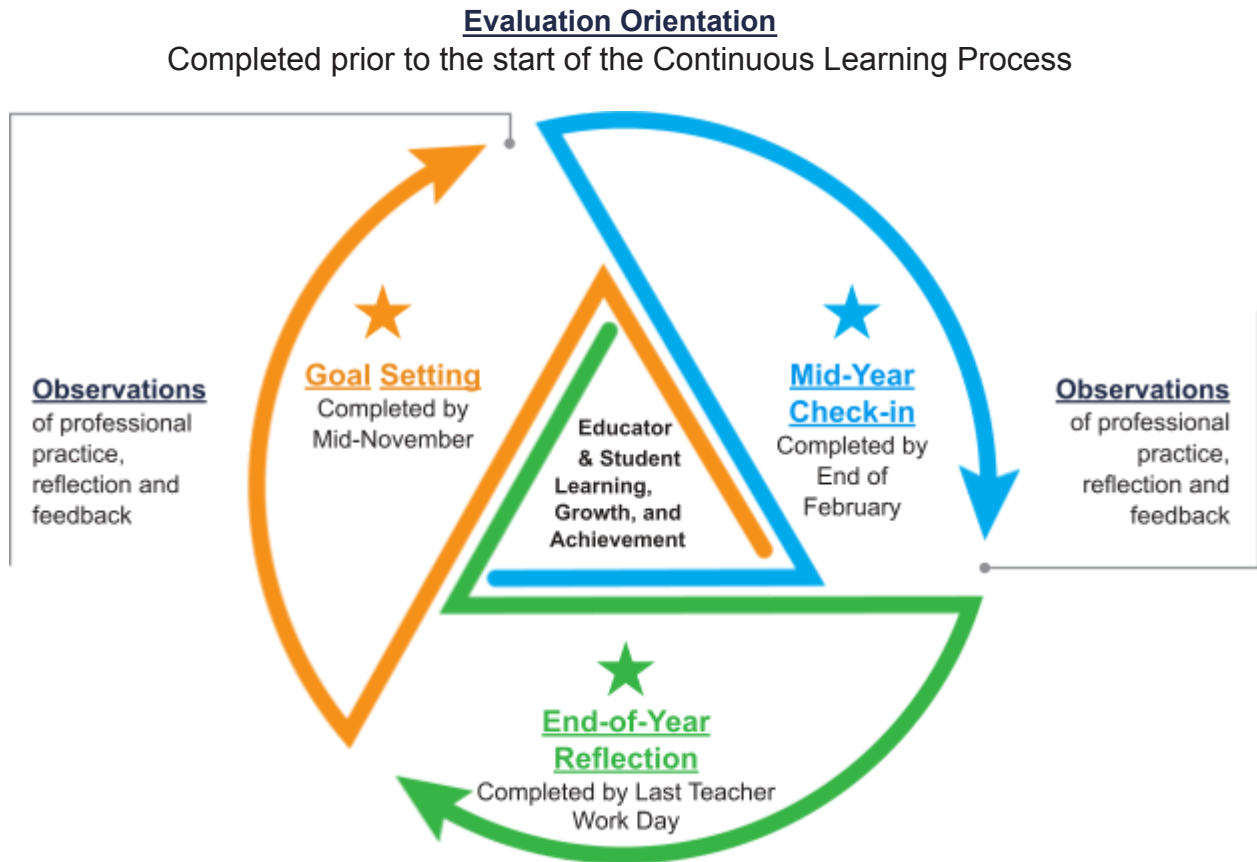 Evaluation Orientation
Completed prior to the start of the Continuous Learning Process
Goal Setting
Completed by
Mid-November
Observations
of professional
practice,
reflection and
feedback
Educator
& Student
Learning,
Growth, and
Achievement
Mid-Year
Check-in
Completed by
End of
February
Observations
of professional
practice,
reflection and
feedback
End-of-Year
Reflection
Completed by Last Teacher
Work Day